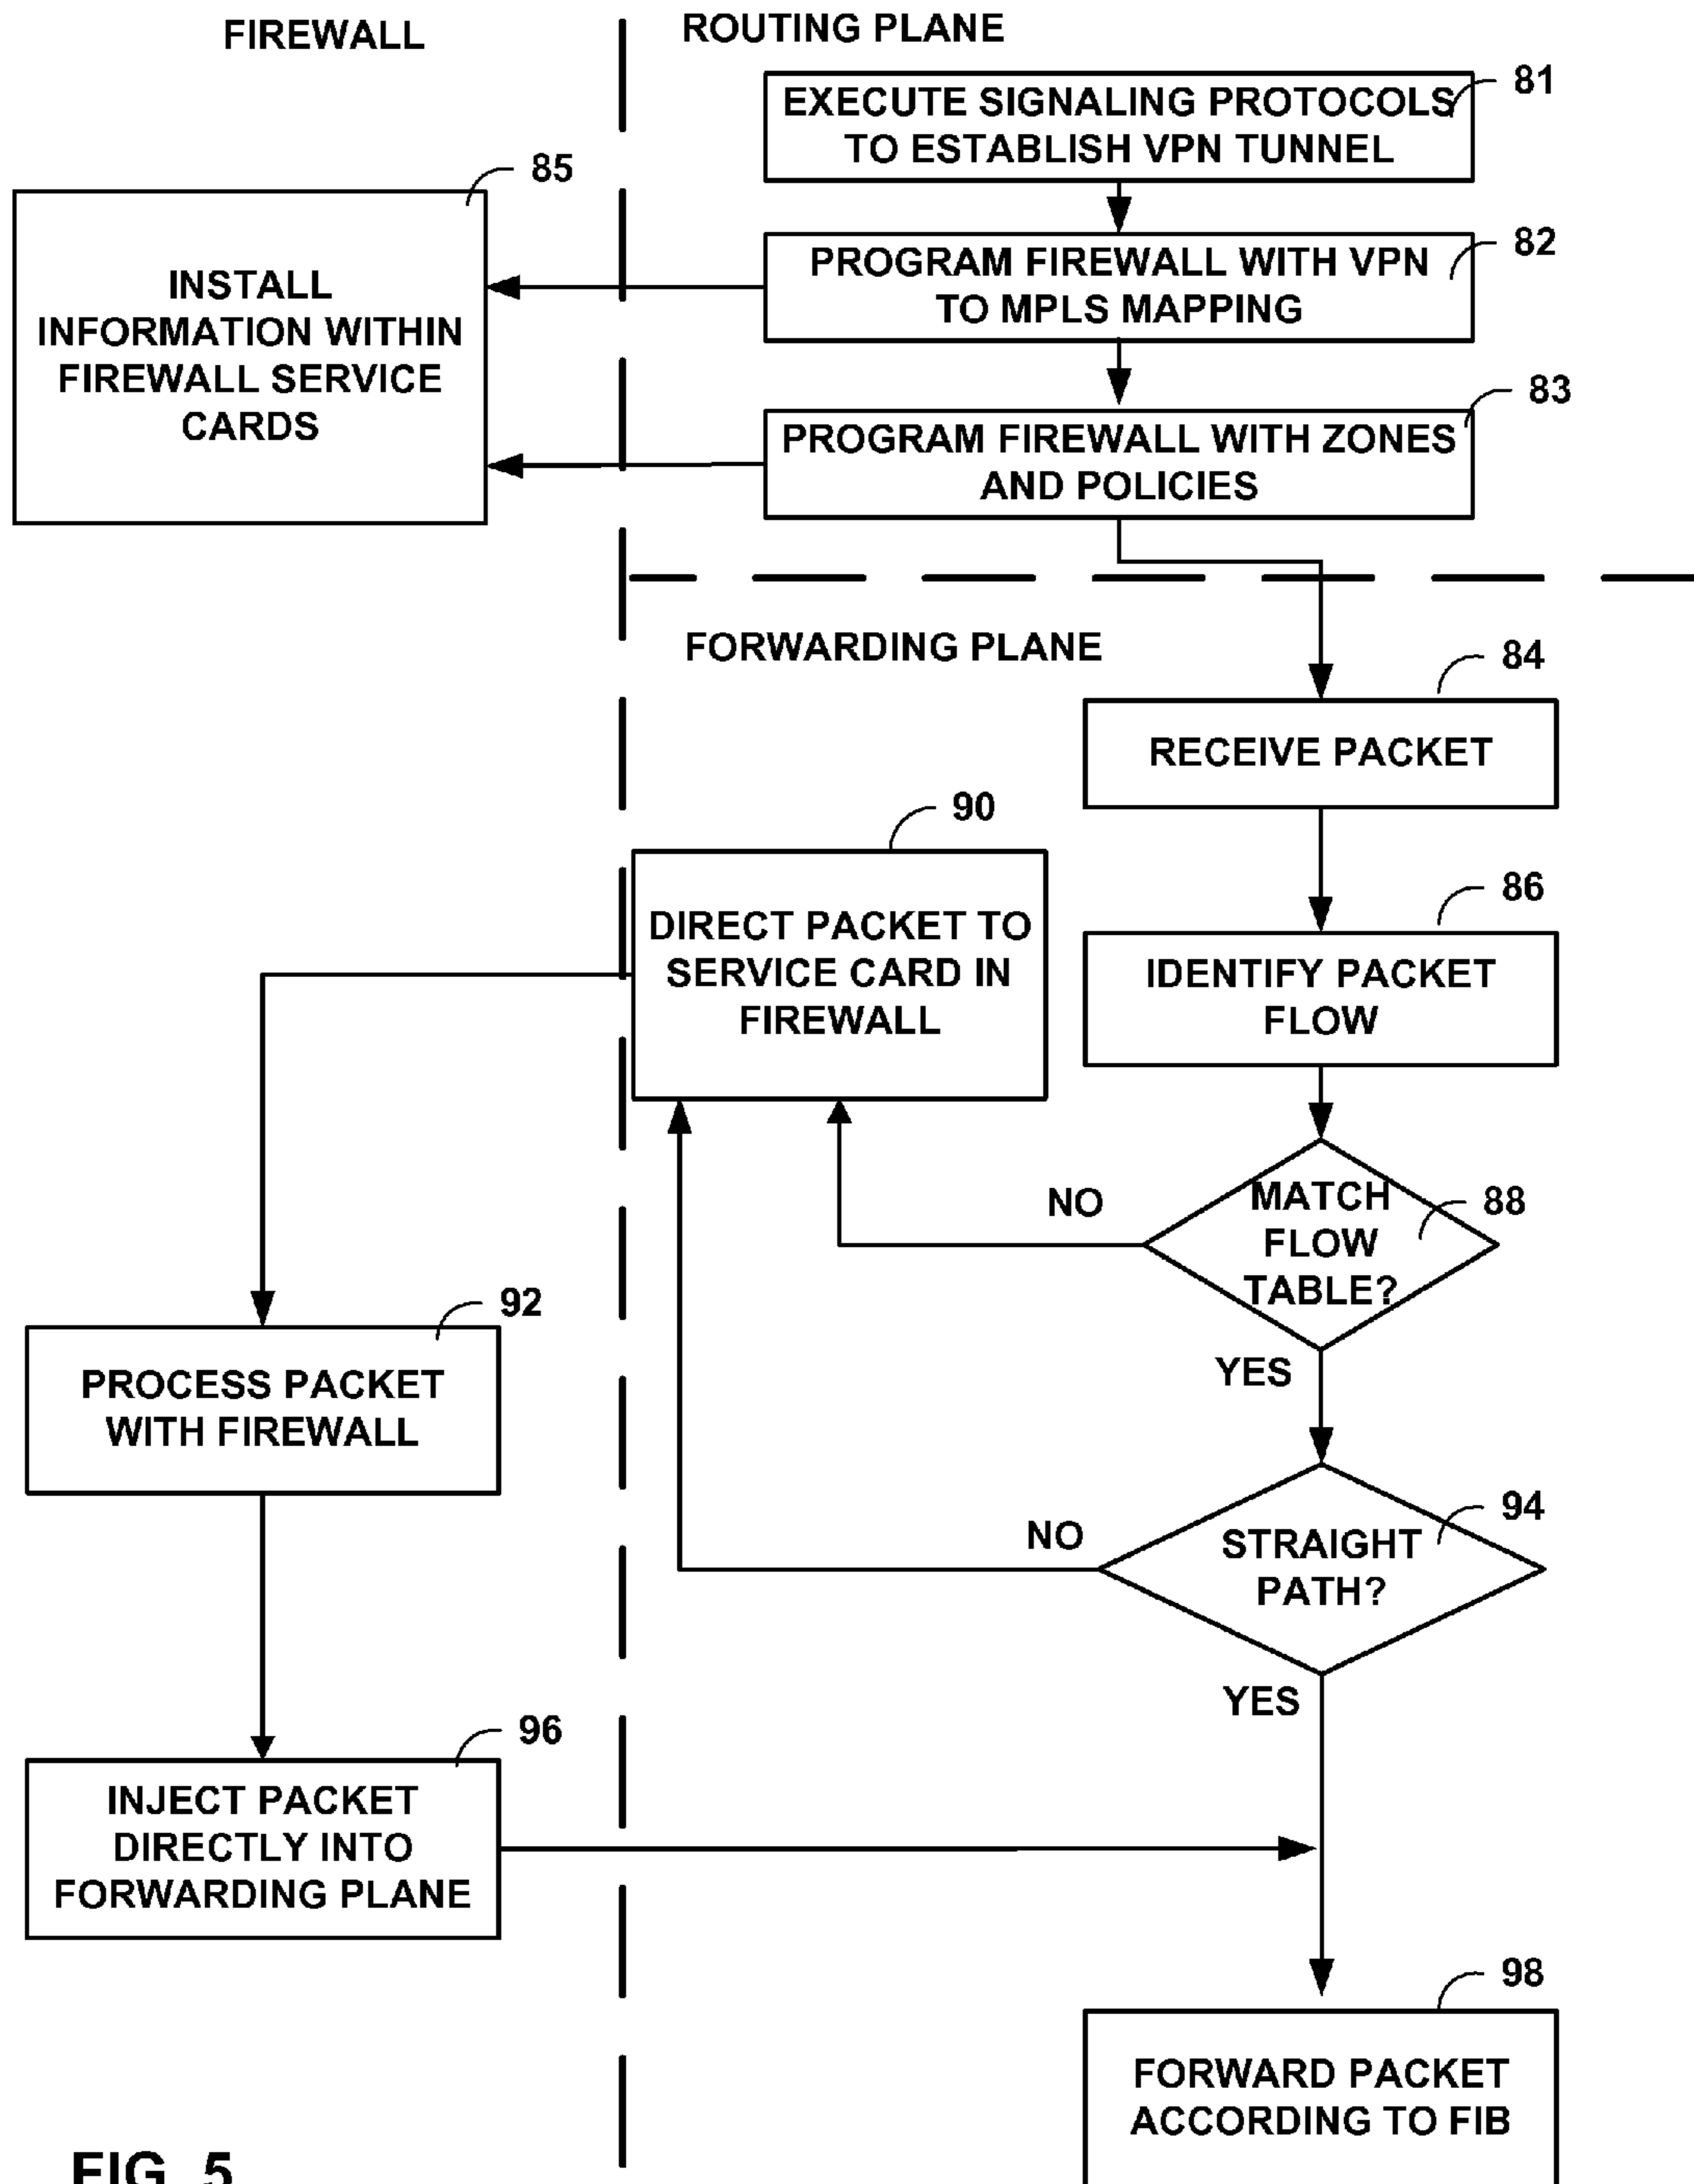 FIREWALL
ROUTING PLANE
81
EXECUTE SIGNALING PROTOCOLS
TO ESTABLISH VPN TUNNEL
85
82
PROGRAM FIREWALL WITH VPN
TO MPLS MAPPING
INSTALL
INFORMATION WITHIN
FIREWALL SERVICE
CARDS
83
PROGRAM FIREWALL WITH ZONES
AND POLICIES
FORWARDING PLANE
84
RECEIVE PACKET
90
DIRECT PACKET TO
SERVICE CARD IN
FIREWALL
86
IDENTIFY PACKET
FLOW
NO
MATCH
FLOW
TABLE?
88
YES
92
PROCESS PACKET
WITH FIREWALL
NO
STRAIGHT
PATH?
94
YES
96
INJECT PACKET
DIRECTLY INTO
FORWARDING PLANE
98
FORWARD PACKET
ACCORDING TO FIB
FIG. 5